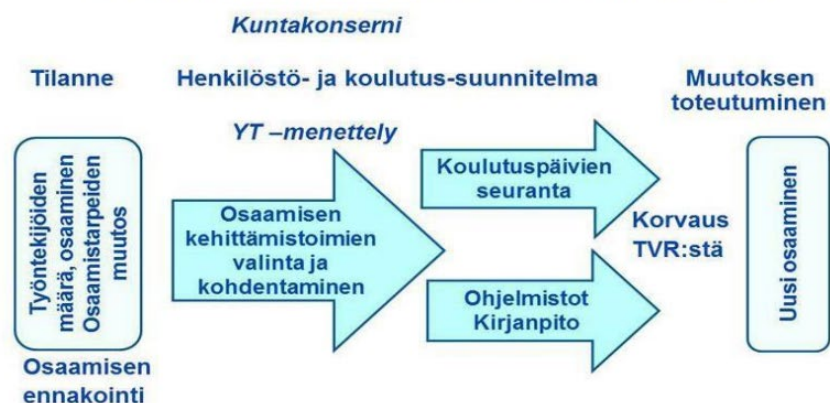 Kuntakonserni
Tilanne
Henkilöstö- ja koulutus-suunnitelma
Muutoksen
toteutuminen
YT –menettely
Työntekijöiden
määrä, osaaminen
Osaamistarpeiden
muutos
Osaamisen
ennakointi
Osaamisen
kehittämistoimien
valinta ja
kohdentaminen
Koulutuspäivien
seuranta
Ohjelmistot
Kirjanpito
Korvaus
TVR:stä
Uusi osaaminen